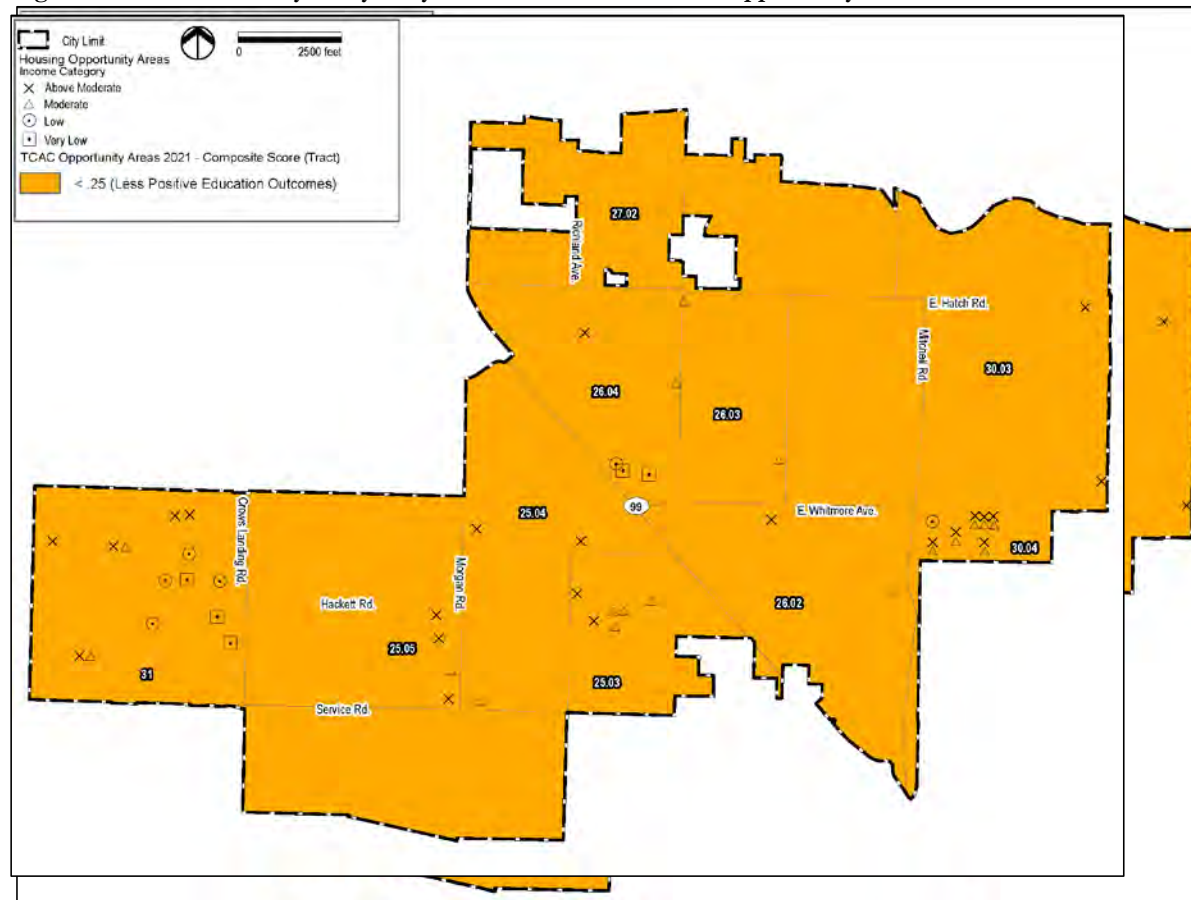 City Limit
0 2500 feet
Housing Opportunity Areas
Income Category
Above Moderate
Moderate
Low
Very Low
TCAC Opportunity Areas 2021 - Composite Score (Tract)
< .25 (Less Positive Education Outcomes)
27.02
Richland Ave.
E. Hatch Rd.
Mitchell Rd.
30.03
26.04
26.03
99
E. Whitmore Ave.
25.04
30.04
Crows Landing Rd.
Morgan Rd.
Hackett Rd.
26.02
25.05
31
25.03
Service Rd.